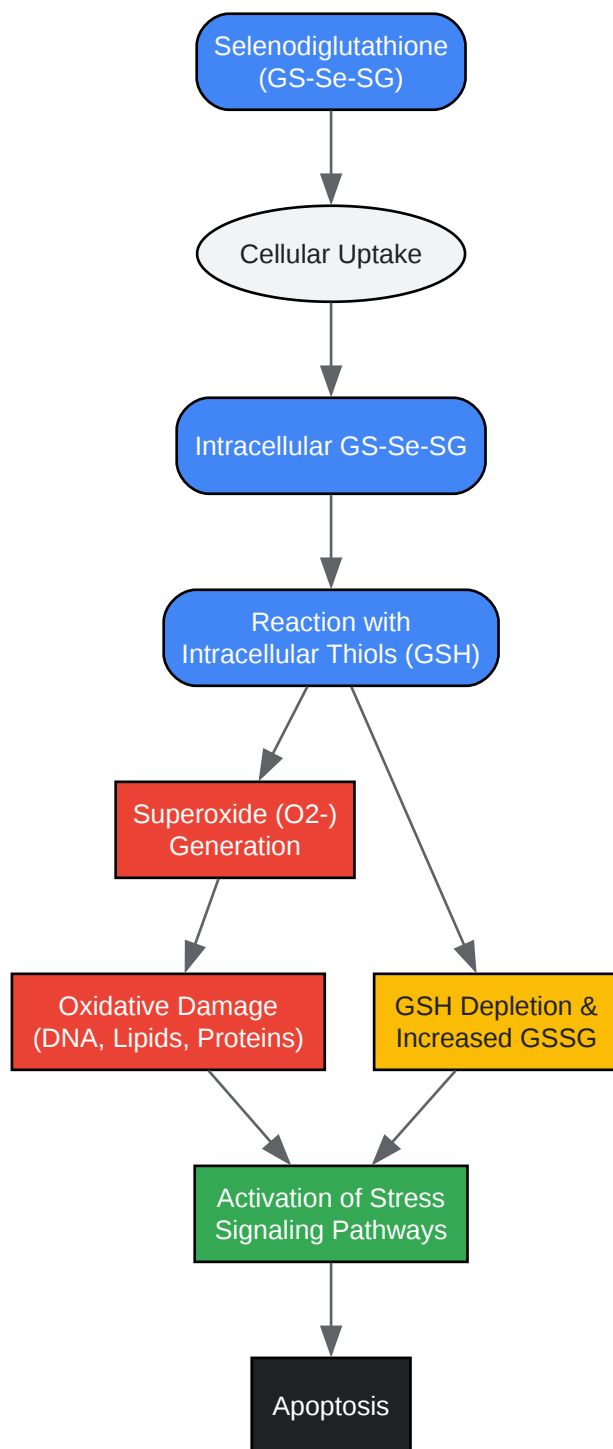 Selenodiglutathione
(GS-Se-SG)
Cellular Uptake
Intracellular GS-Se-SG
Reaction with
Intracellular Thiols (GSH)
Superoxide (O2-)
Generation
Oxidative Damage
(DNA, Lipids, Proteins)
GSH Depletion &
Increased GSSG
Activation of Stress
Signaling Pathways
Apoptosis